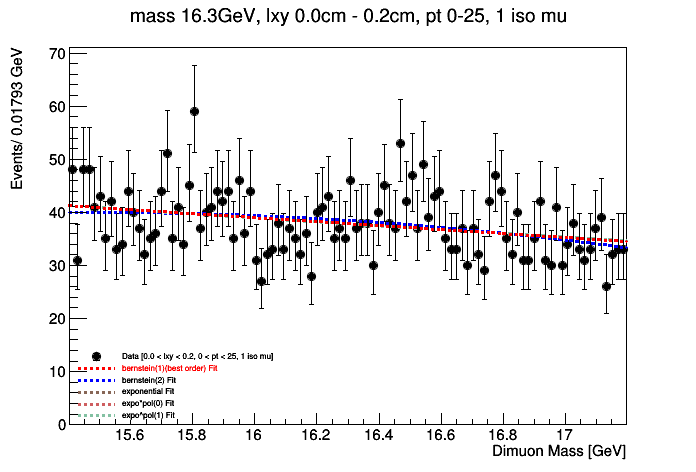 mass 16.3GeV, lxy 0.0cm - 0.2cm, pt 0-25, 1 iso mu
Events/ 0.01793 GeV
70
60
50
40
30
20
10
0
Data [0.0 < lxy < 0.2, 0 < pt < 25, 1 iso mu]
bernstein(1)(best order) Fit
bernstein(2) Fit
exponential Fit
expo*pol(0) Fit
expo*pol(1) Fit
15.6 15.8 16 16.2 16.4 16.6 16.8 17
Dimuon Mass [GeV]